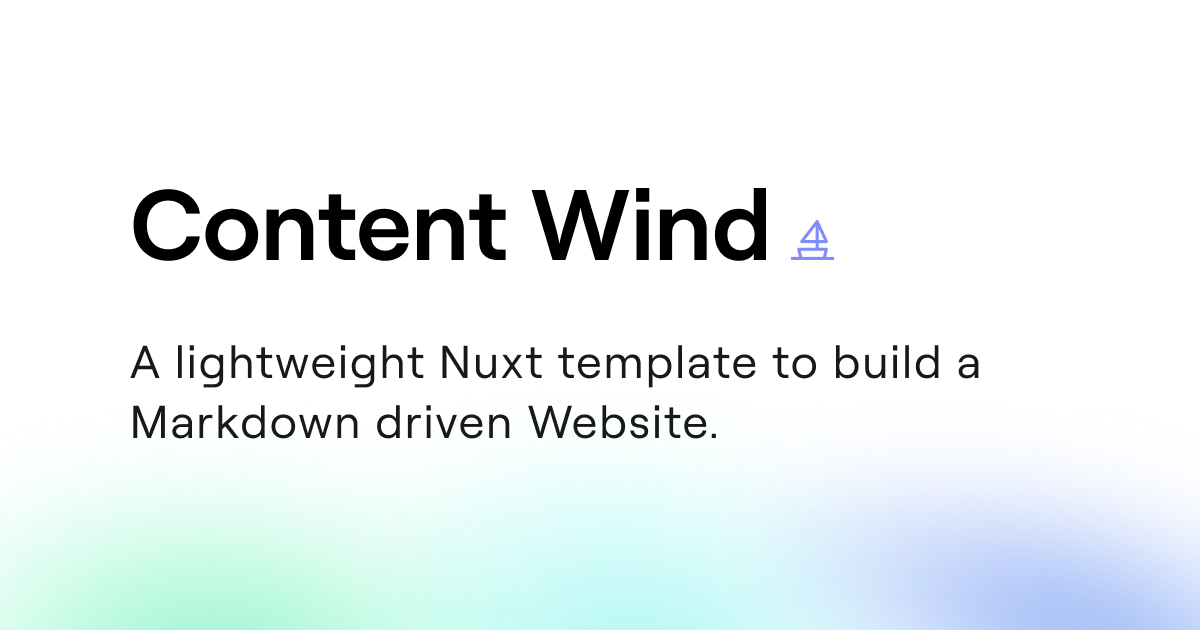 Content Wind
A lightweight Nuxt template to build a
Markdown driven Website.